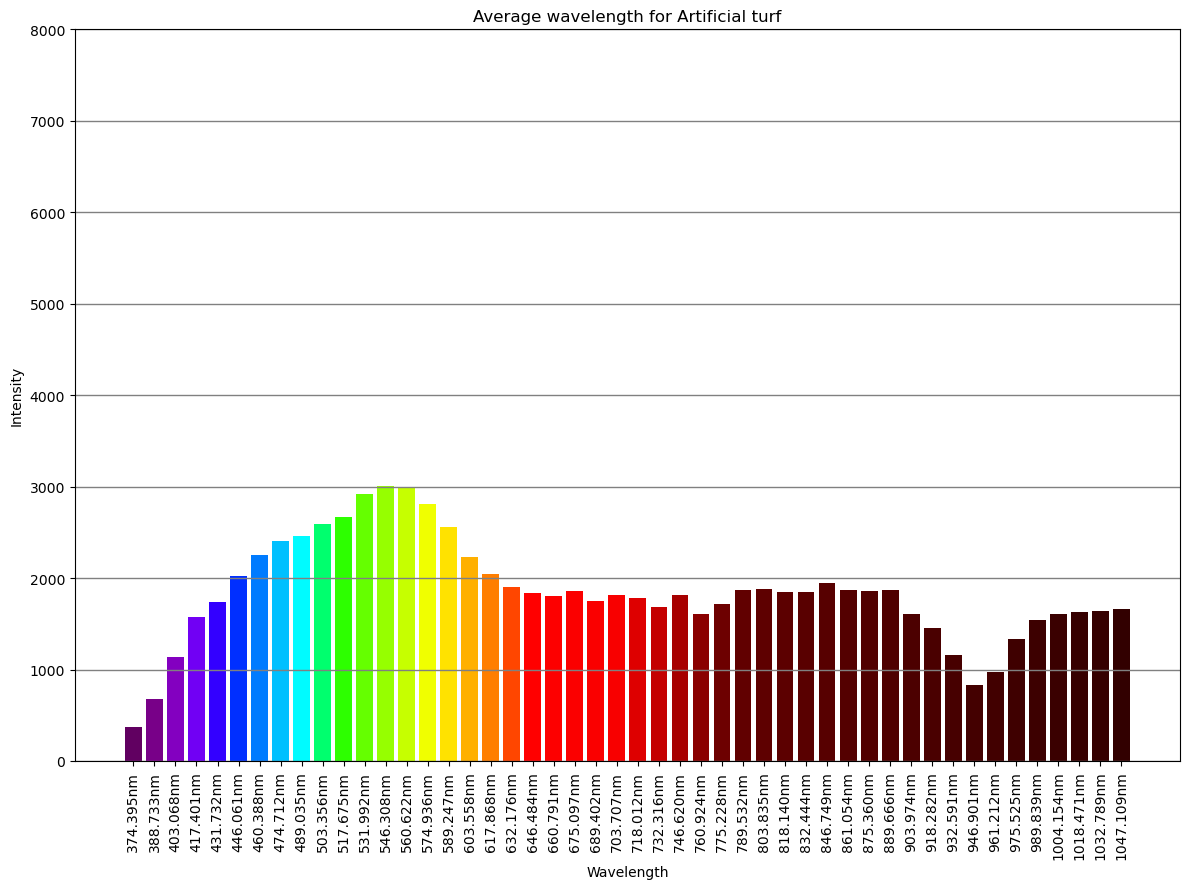 Average wavelength for Artificial turf
8000
7000
6000
5000
4000
3000
2000
1000
0
Intensity
374.395nm
388.733nm
403.068nm
417.401nm
431.732nm
446.061nm
460.388nm
474.712nm
489.035nm
503.356nm
517.675nm
531.992nm
546.308nm
560.622nm
574.936nm
589.247nm
603.558nm
617.868nm
632.176nm
646.484nm
660.791nm
675.097nm
689.402nm
703.707nm
718.012nm
732.316nm
746.620nm
760.924nm
775.228nm
789.532nm
803.835nm
818.140nm
832.444nm
846.749nm
861.054nm
875.360nm
889.666nm
903.974nm
918.282nm
932.591nm
946.901nm
961.212nm
975.525nm
989.839nm
1004.154nm
1018.471nm
1032.789nm
1047.109nm
Wavelength